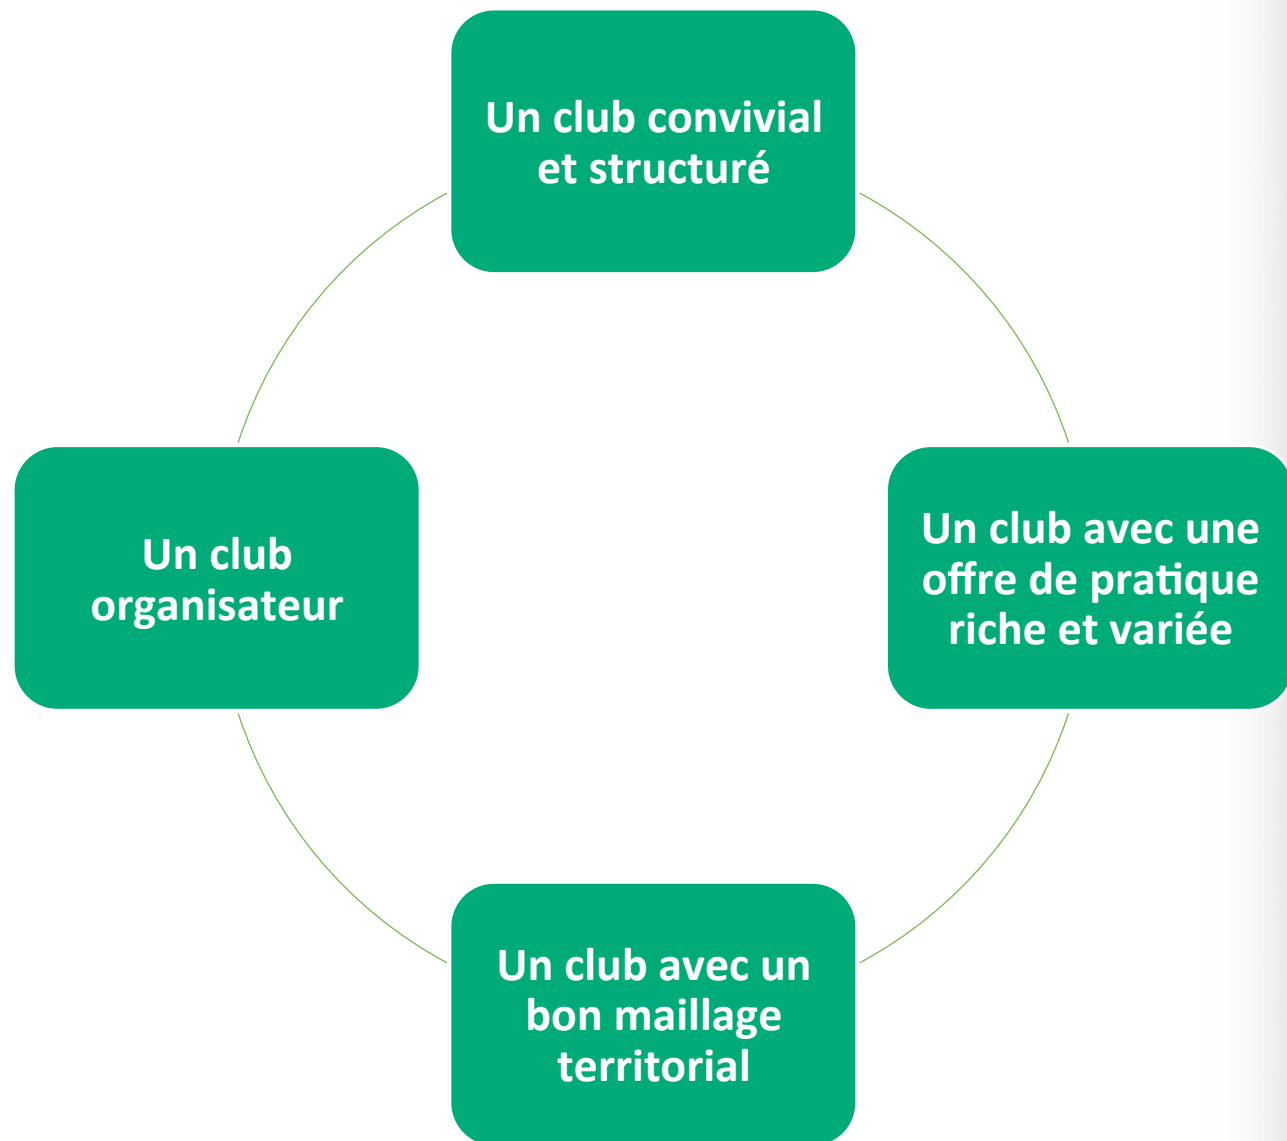 Un club convivial
et structuré
Un club avec une
offre de pratique
riche et variée
Un club avec un
bon maillage
territorial
Un club
organisateur